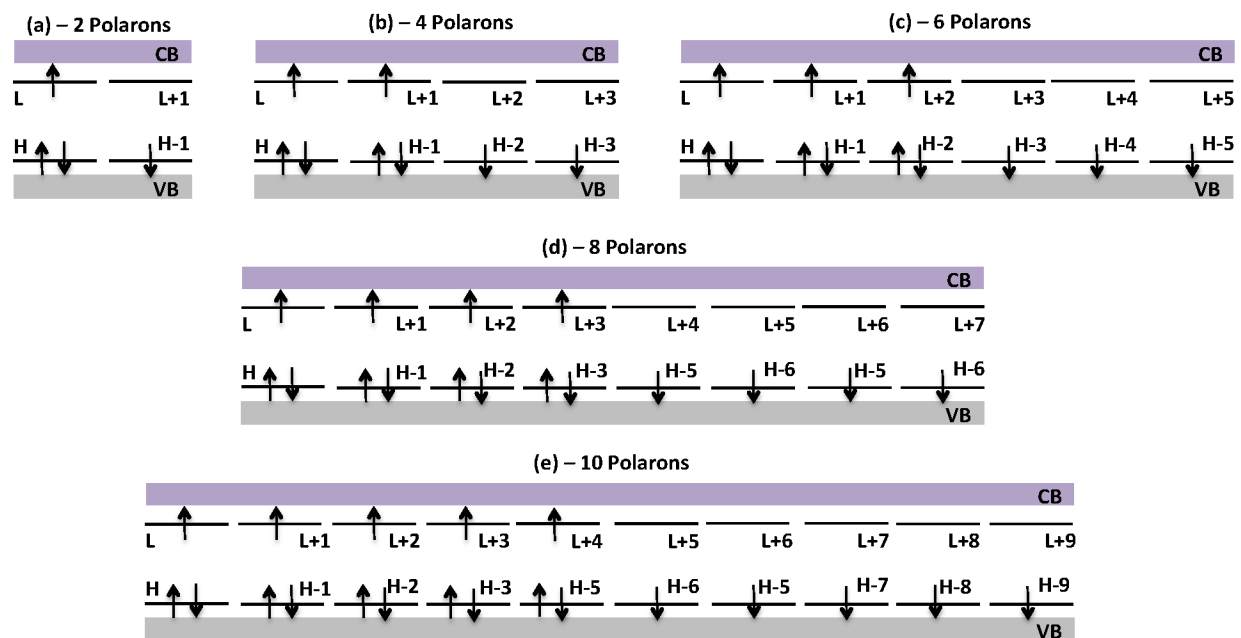 (a) – 2 Polarons
CB
L L+1
H H-1
VB
(b) – 4 Polarons
CB
L L+1 L+2 L+3
H H-1 H-2 H-3
VB
(c) – 6 Polarons
CB
L L+1 L+2 L+3 L+4 L+5
H H-1 H-2 H-3 H-4 H-5
VB
(d) – 8 Polarons
CB
L L+1 L+2 L+3 L+4 L+5 L+6 L+7
H H-1 H-2 H-3 H-5 H-6 H-5 H-6
VB
(e) – 10 Polarons
CB
L L+1 L+2 L+3 L+4 L+5 L+6 L+7 L+8 L+9
H H-1 H-2 H-3 H-5 H-6 H-5 H-7 H-8 H-9
VB